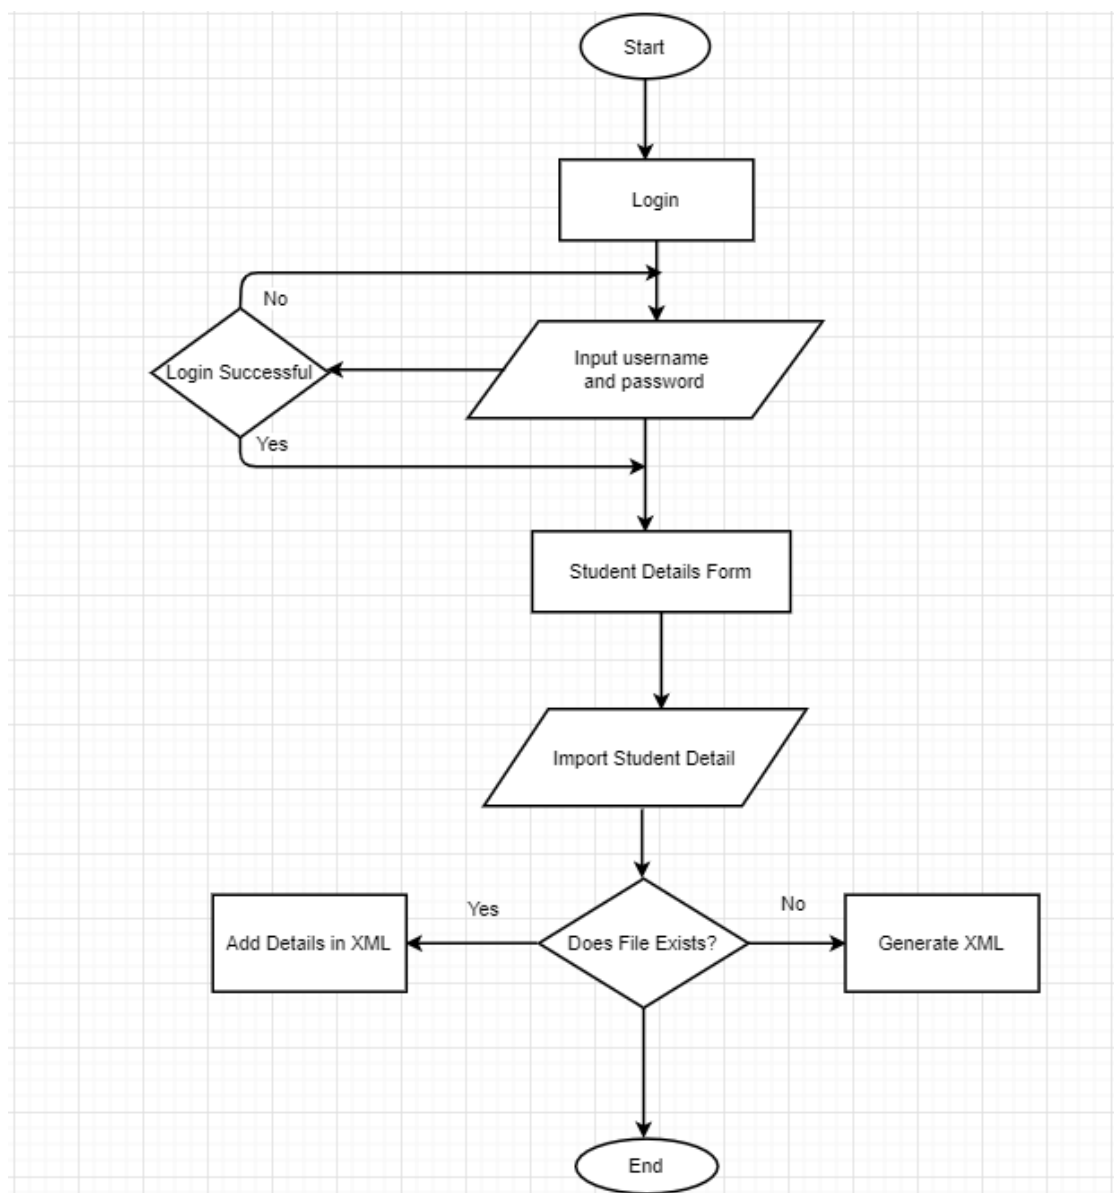 Start
Login
No
Login Successful
Input username
and password
Yes
Student Details Form
Import Student Detail
Yes
No
Add Details in XML
Does File Exists?
Generate XML
End